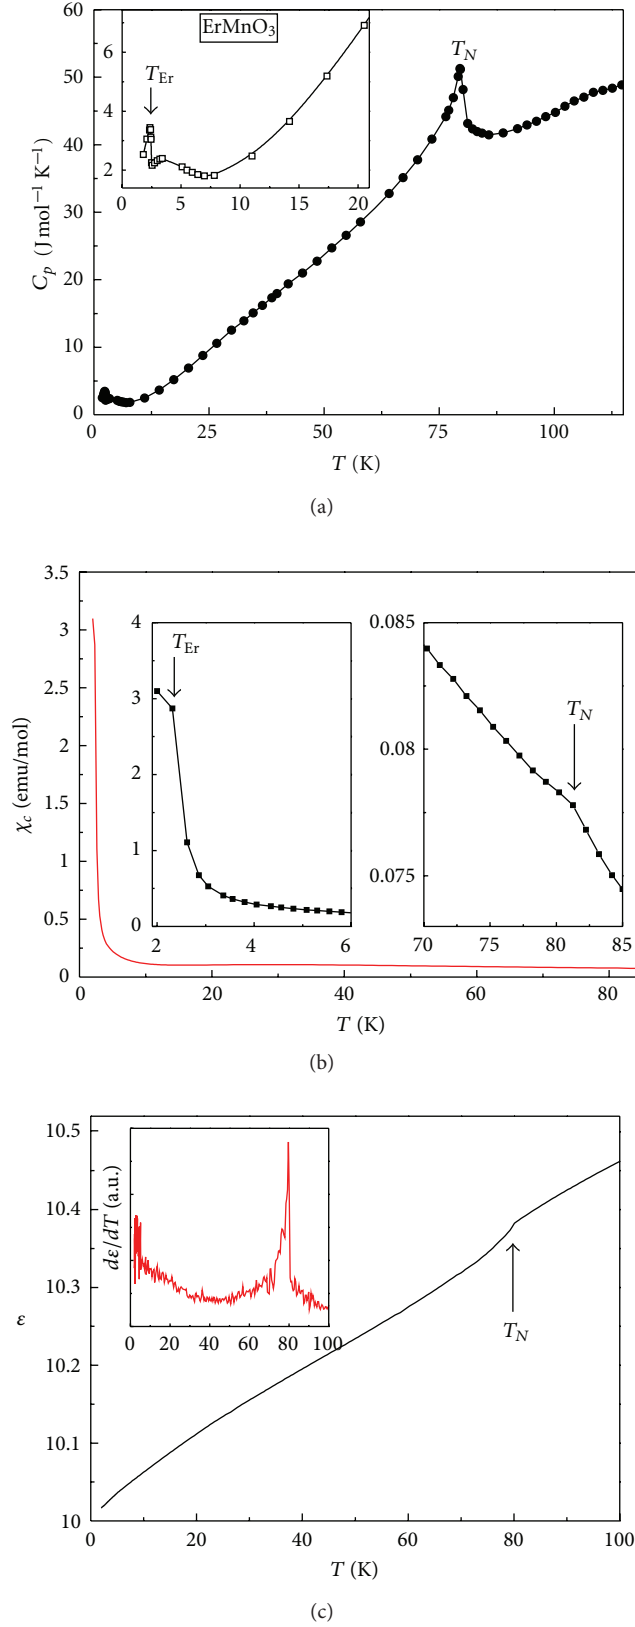 60
50
40
30
20
10
0
C_p (J mol⁻¹ K⁻¹)
0 25 50 75 100
T (K)
T_N
ErMnO₃
T_Er
6
4
2
0 5 10 15 20
(a)
3.5
3
2.5
2
1.5
1
0.5
0
χ_c (emu/mol)
0 20 40 60 80
T (K)
4
3
2
1
0
2 4 6
T_Er
0.085
0.08
0.075
70 75 80 85
T_N
(b)
10.5
10.4
10.3
10.2
10.1
10
ε
0 20 40 60 80 100
T (K)
T_N
dε/dT (a.u.)
0 20 40 60 80 100
(c)